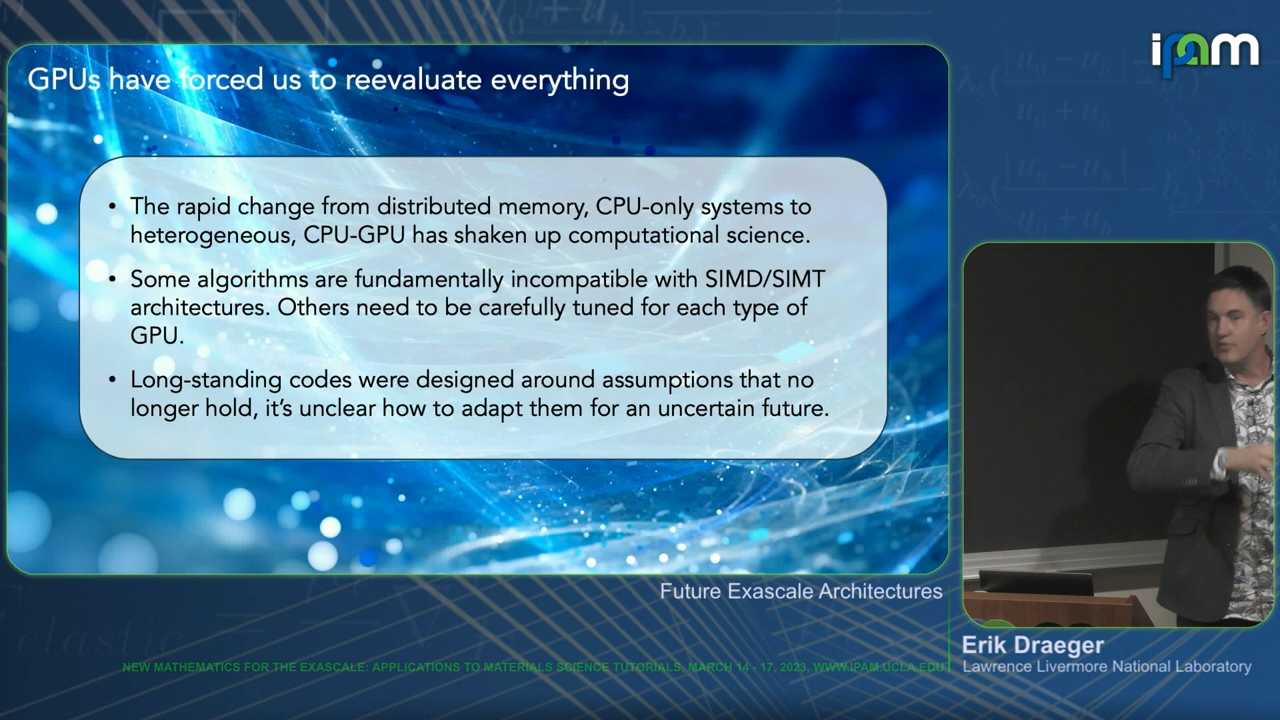 ipam
GPUs have forced us to reevaluate everything
• The rapid change from distributed memory, CPU-only systems to
heterogeneous, CPU-GPU has shaken up computational science.
• Some algorithms are fundamentally incompatible with SIMD/SIMT
architectures. Others need to be carefully tuned for each type of
GPU.
• Long-standing codes were designed around assumptions that no
longer hold, it's unclear how to adapt them for an uncertain future.
Future Exascale Architectures
Erik Draeger
Lawrence Livermore National Laboratory
NEW MATHEMATICS FOR THE EXASCALE: APPLICATIONS TO MATERIALS SCIENCE TUTORIALS, MARCH 14 - 17, 2023, WWW.IPAM.UCLA.EDU